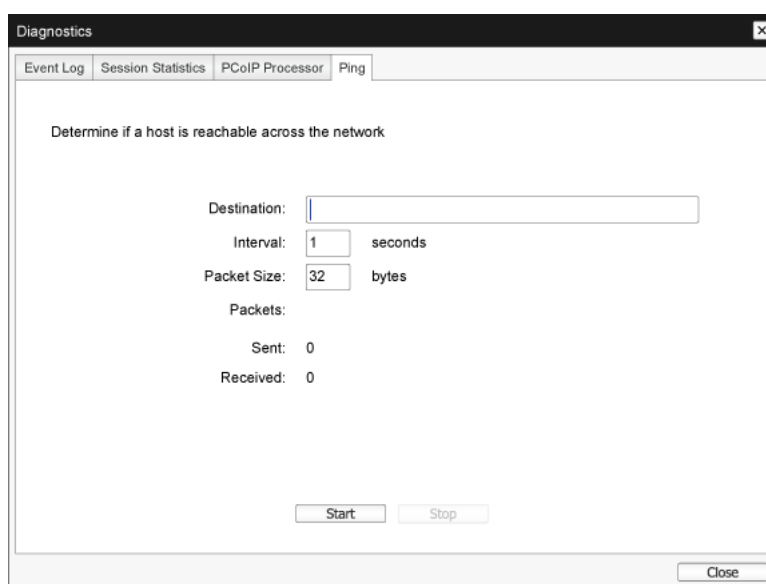 Diagnostics
Event Log Session Statistics PCoIP Processor Ping
Determine if a host is reachable across the network
Destination:
Interval: 1 seconds
Packet Size: 32 bytes
Packets:
Sent: 0
Received: 0
Start Stop
Close